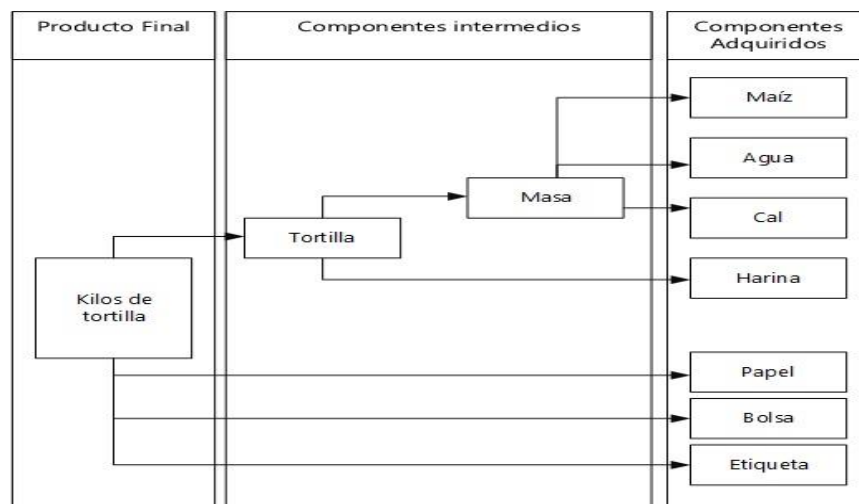 Producto Final
Componentes intermedios
Componentes
Adquiridos
Maíz
Agua
Masa
Cal
Tortilla
Harina
Kilos de
tortilla
Papel
Bolsa
Etiqueta